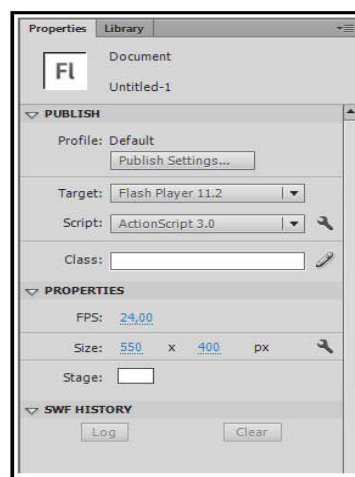 Properties Library
Fl
Document
Untitled-1
PUBLISH
Profile: Default
Publish Settings...
Target: Flash Player 11.2
Script: ActionScript 3.0
Class:
PROPERTIES
FPS: 24,00
Size: 550 x 400 px
Stage:
SWF HISTORY
Log Clear